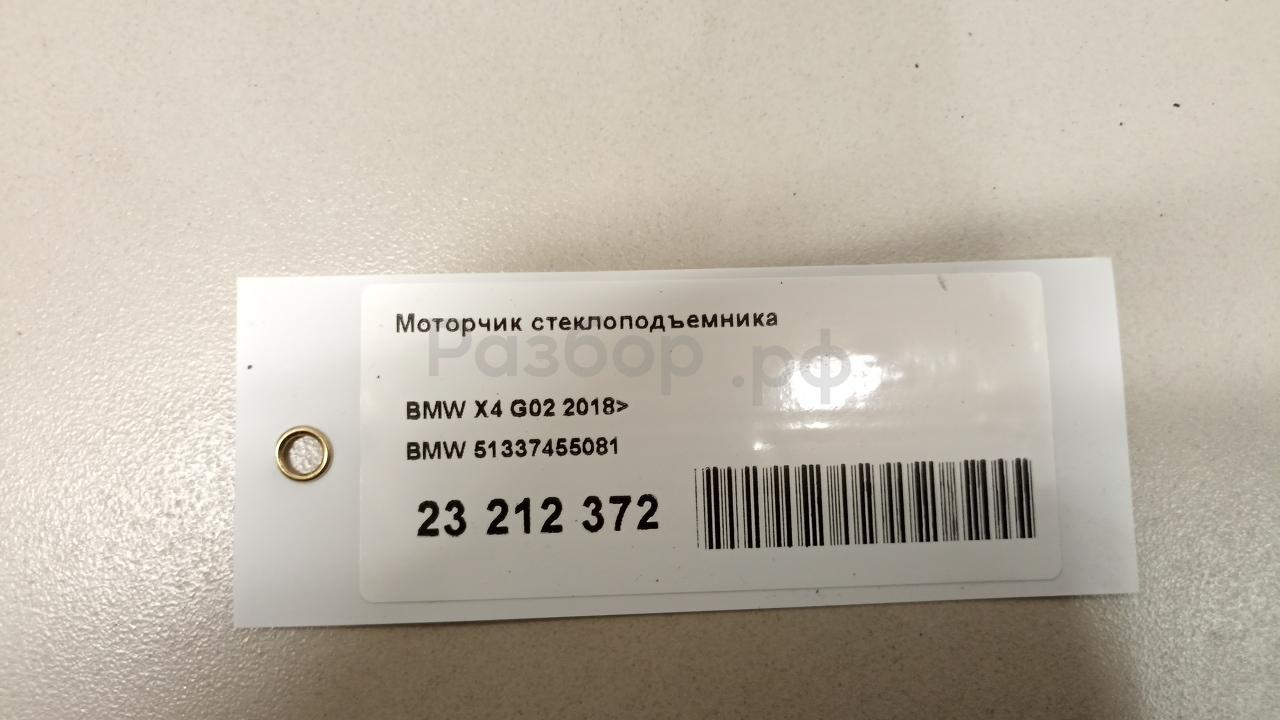 Моторчик стеклоподъемника
Разбор.рф
BMW X4 G02 2018>
BMW 51337455081
23 212 372